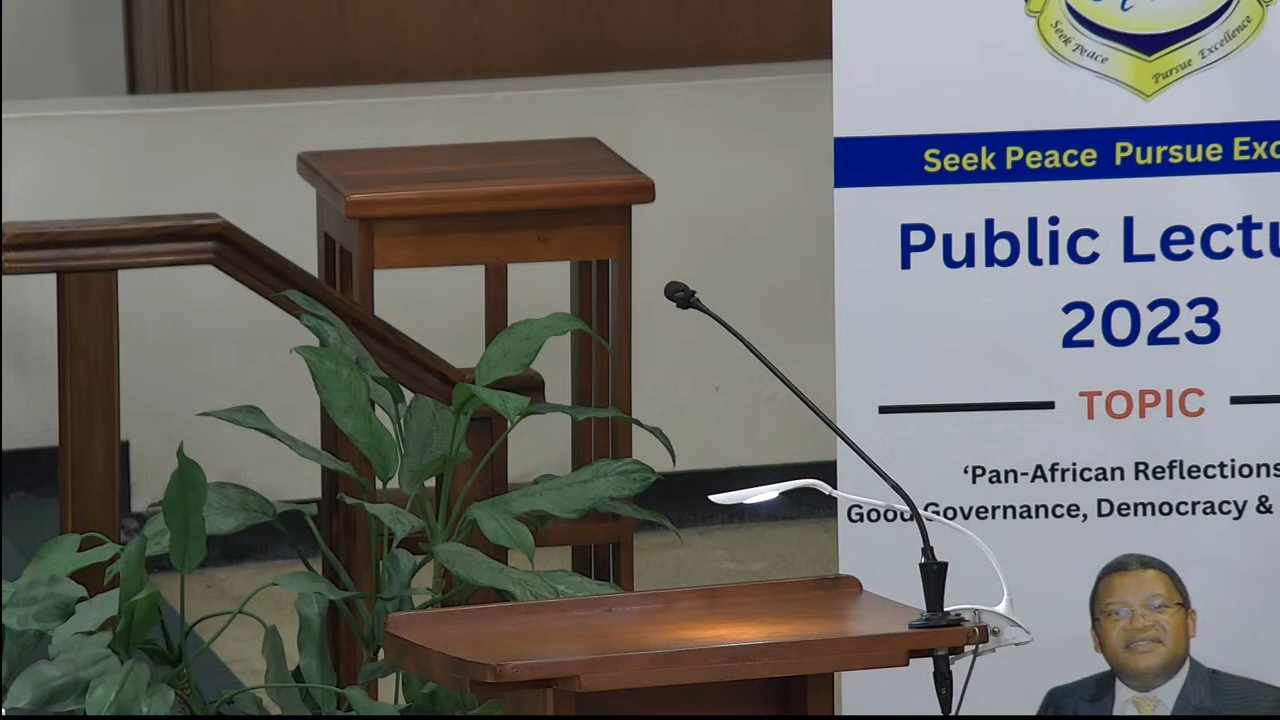 Seek Peace
Pursue Excellence
Seek Peace Pursue Exc
Public Lectu
2023
TOPIC
‘Pan-African Reflections
Good Governance, Democracy &